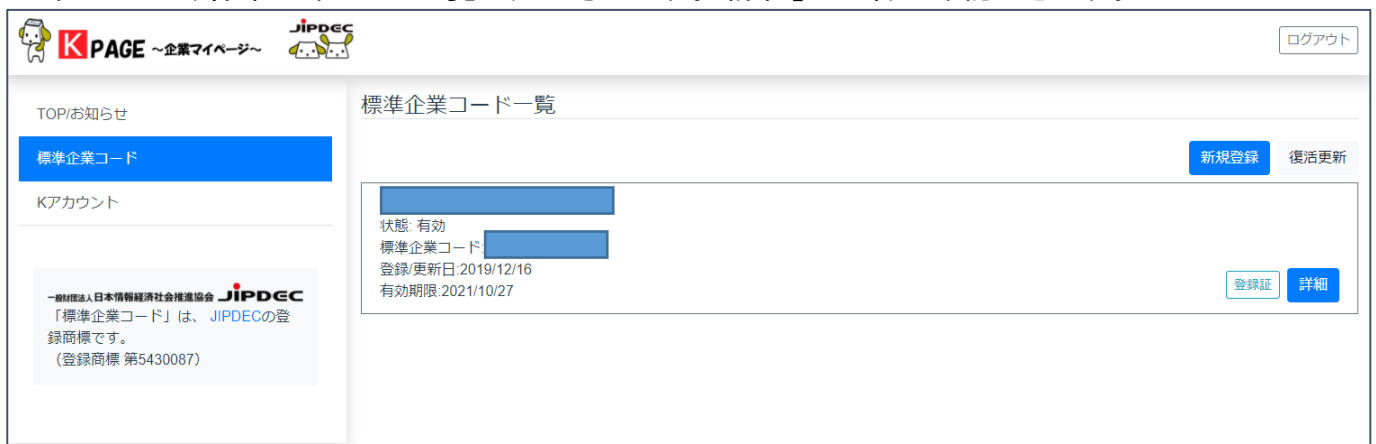 K PAGE ～企業マイページ～
JIPDEC
ログアウト
TOP/お知らせ
標準企業コード
Kアカウント
一般財団法人日本情報経済社会推進協会 JIPDEC
「標準企業コード」は、 JIPDECの登
録商標です。
（登録商標 第5430087）
標準企業コード一覧
新規登録
復活更新
状態: 有効
標準企業コード:
登録/更新日:2019/12/16
有効期限:2021/10/27
登録証
詳細